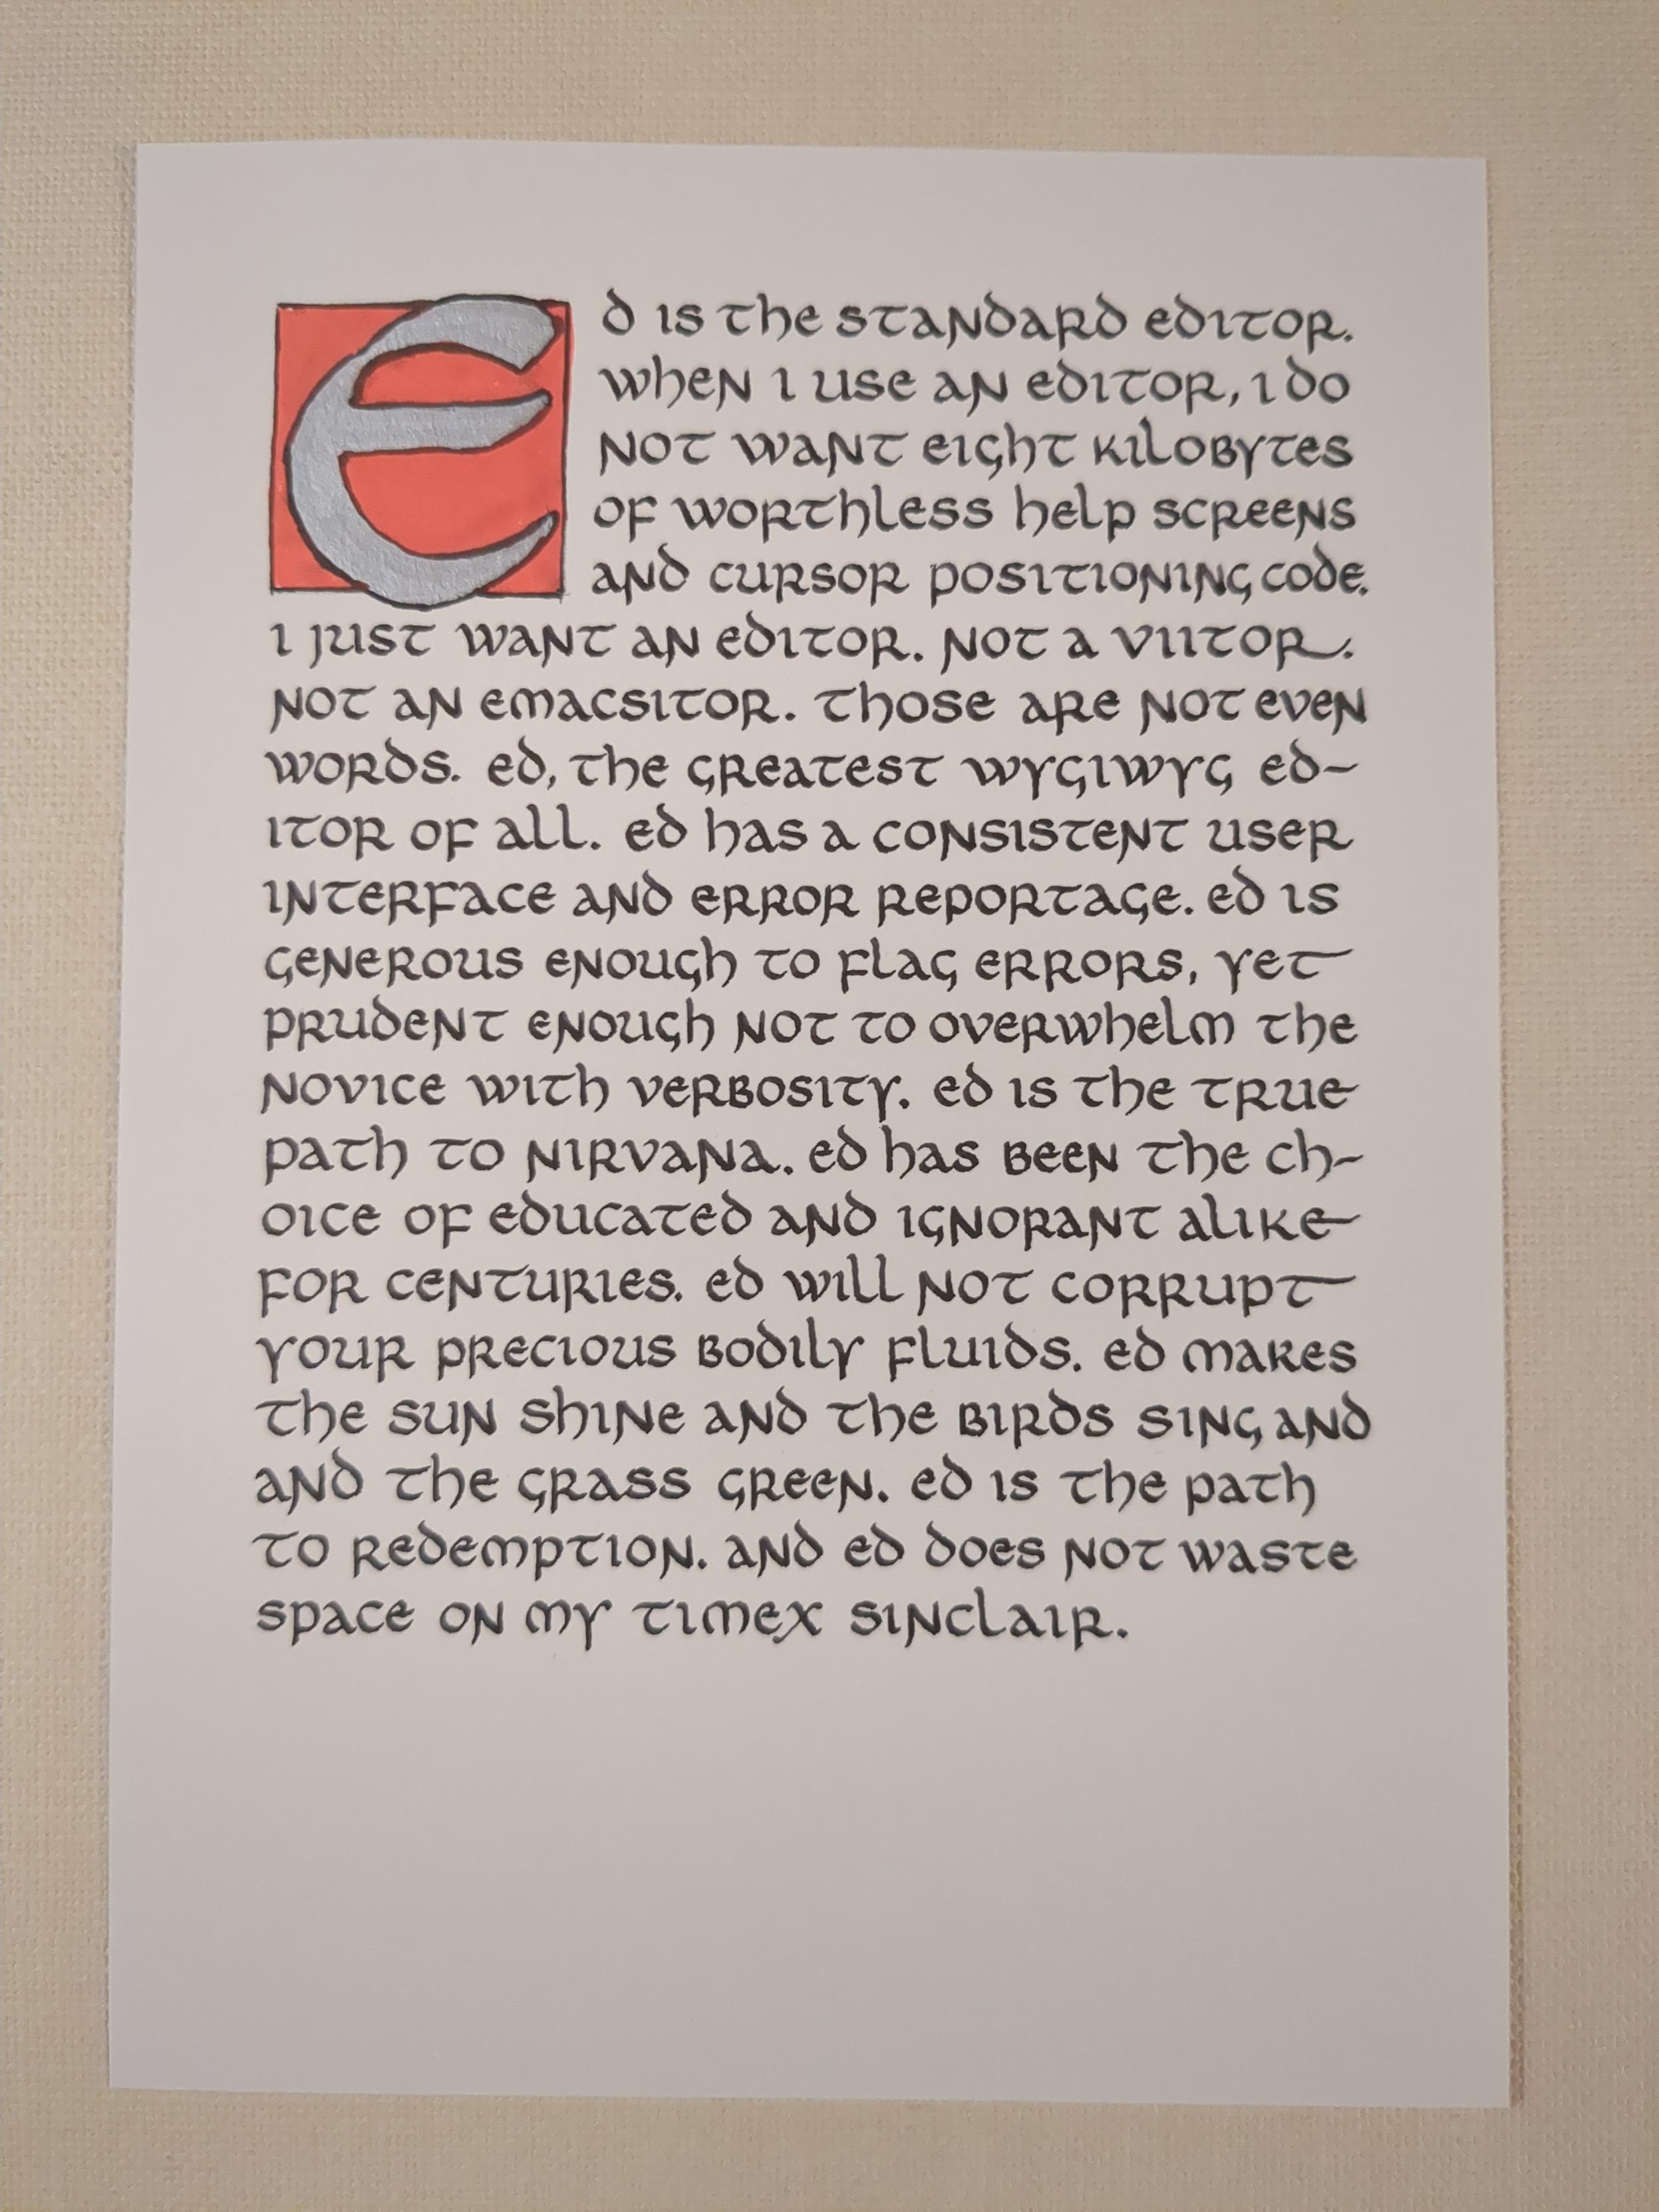 Ed is the standard editor.
When I use an editor, I do
not want eight kilobytes
of worthless help screens
and cursor positioning code.
I just want an editor. Not a viitor.
Not an emacsitor. Those are not even
words. Ed, the greatest WYGIWYG ed-
itor of all. Ed has a consistent user
interface and error reportage. Ed is
generous enough to flag errors, yet
prudent enough not to overwhelm the
novice with verbosity. Ed is the true
path to nirvana. Ed has been the ch-
oice of educated and ignorant alike
for centuries. Ed will not corrupt
your precious bodily fluids. Ed makes
the sun shine and the birds sing and
and the grass green. Ed is the path
to redemption. And ed does not waste
space on my Timex Sinclair.